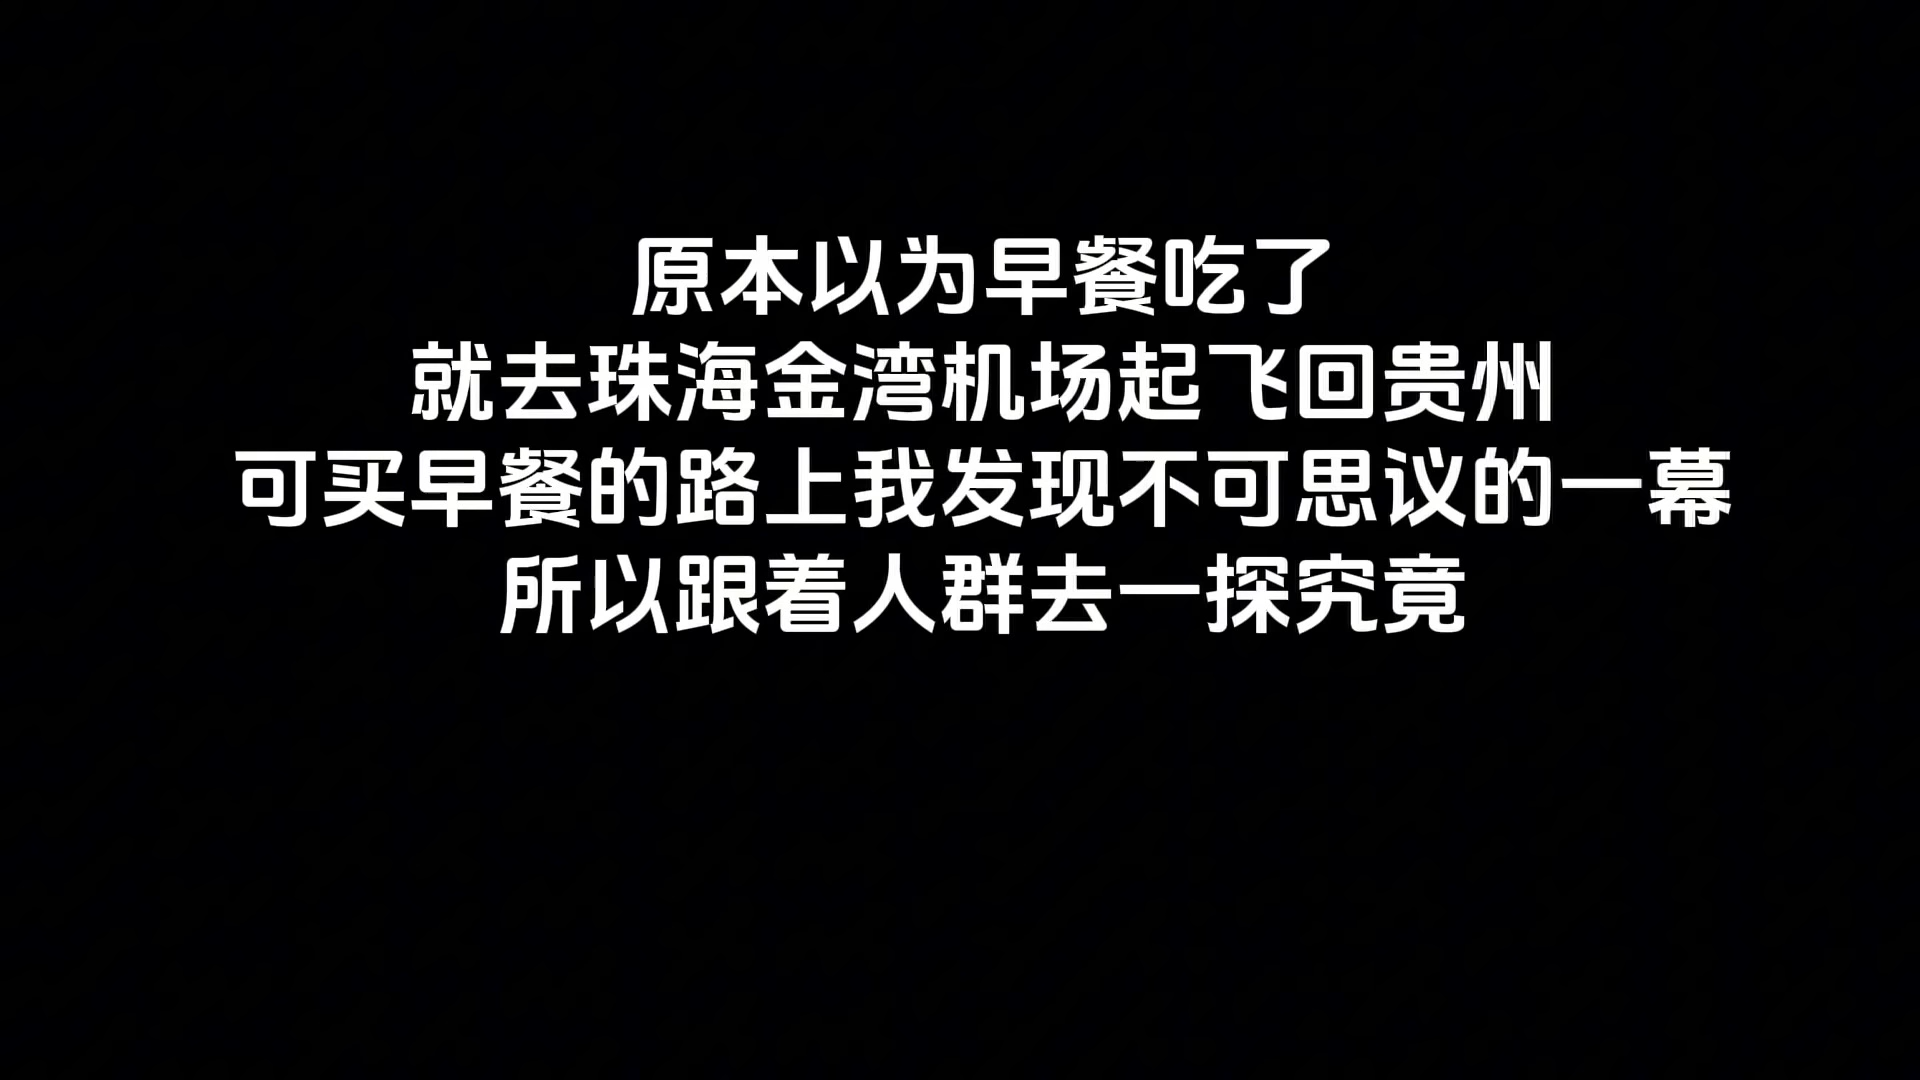 原本以为早餐吃了
就去珠海金湾机场起飞回贵州
可买早餐的路上我发现不可思议的一幕
所以跟着人群去一探究竟